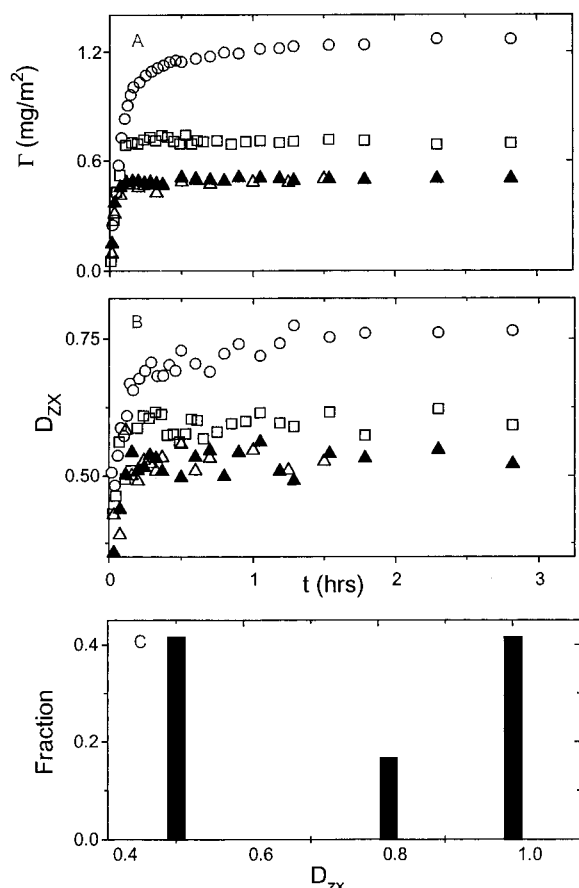 A
Γ (mg/m²)
1.2
0.6
0.0
B
D_ZX
0.75
0.50
0 1 2 3
t (hrs)
C
Fraction
0.4
0.2
0.0
0.4 0.6 0.8 1.0
D_zx